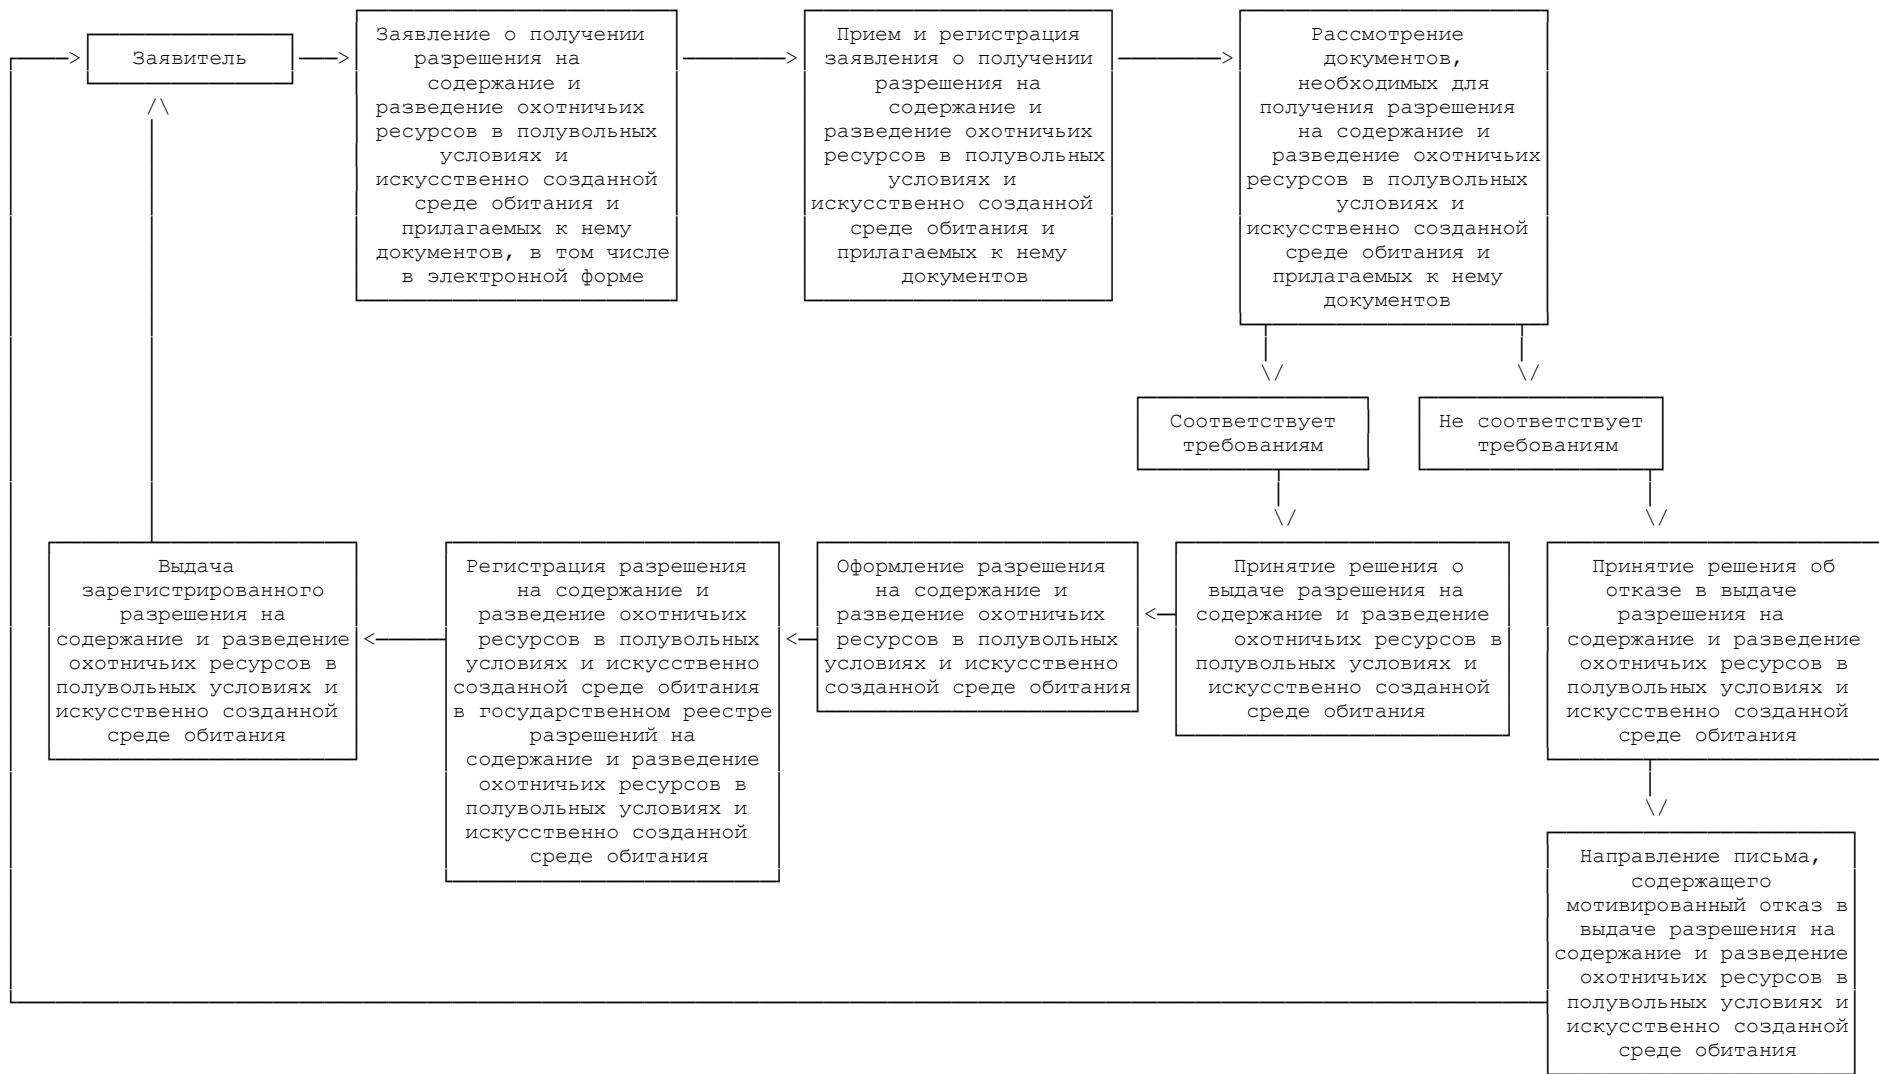 Заявитель
Заявление о получении
разрешения на
содержание и
разведение охотничьих
ресурсов в полувольных
условиях и
искусственно созданной
среде обитания и
прилагаемых к нему
документов, в том числе
в электронной форме
Прием и регистрация
заявления о получении
разрешения на
содержание и
разведение охотничьих
ресурсов в полувольных
условиях и
искусственно созданной
среде обитания и
прилагаемых к нему
документов
Рассмотрение
документов,
необходимых для
получения разрешения
на содержание и
разведение охотничьих
ресурсов в полувольных
условиях и
искусственно созданной
среде обитания и
прилагаемых к нему
документов
Соответствует
требованиям
Не соответствует
требованиям
Выдача
зарегистрированного
разрешения на
содержание и разведение
охотничьих ресурсов в
полувольных условиях и
искусственно созданной
среде обитания
Регистрация разрешения
на содержание и
разведение охотничьих
ресурсов в полувольных
условиях и искусственно
созданной среде обитания
в государственном реестре
разрешений на
содержание и разведение
охотничьих ресурсов в
полувольных условиях и
искусственно созданной
среде обитания
Оформление разрешения
на содержание и
разведение охотничьих
ресурсов в полувольных
условиях и искусственно
созданной среде обитания
Принятие решения о
выдаче разрешения на
содержание и разведение
охотничьих ресурсов в
полувольных условиях и
искусственно созданной
среде обитания
Принятие решения об
отказе в выдаче
разрешения на
содержание и разведение
охотничьих ресурсов в
полувольных условиях и
искусственно созданной
среде обитания
Направление письма,
содержащего
мотивированный отказ в
выдаче разрешения на
содержание и разведение
охотничьих ресурсов в
полувольных условиях и
искусственно созданной
среде обитания